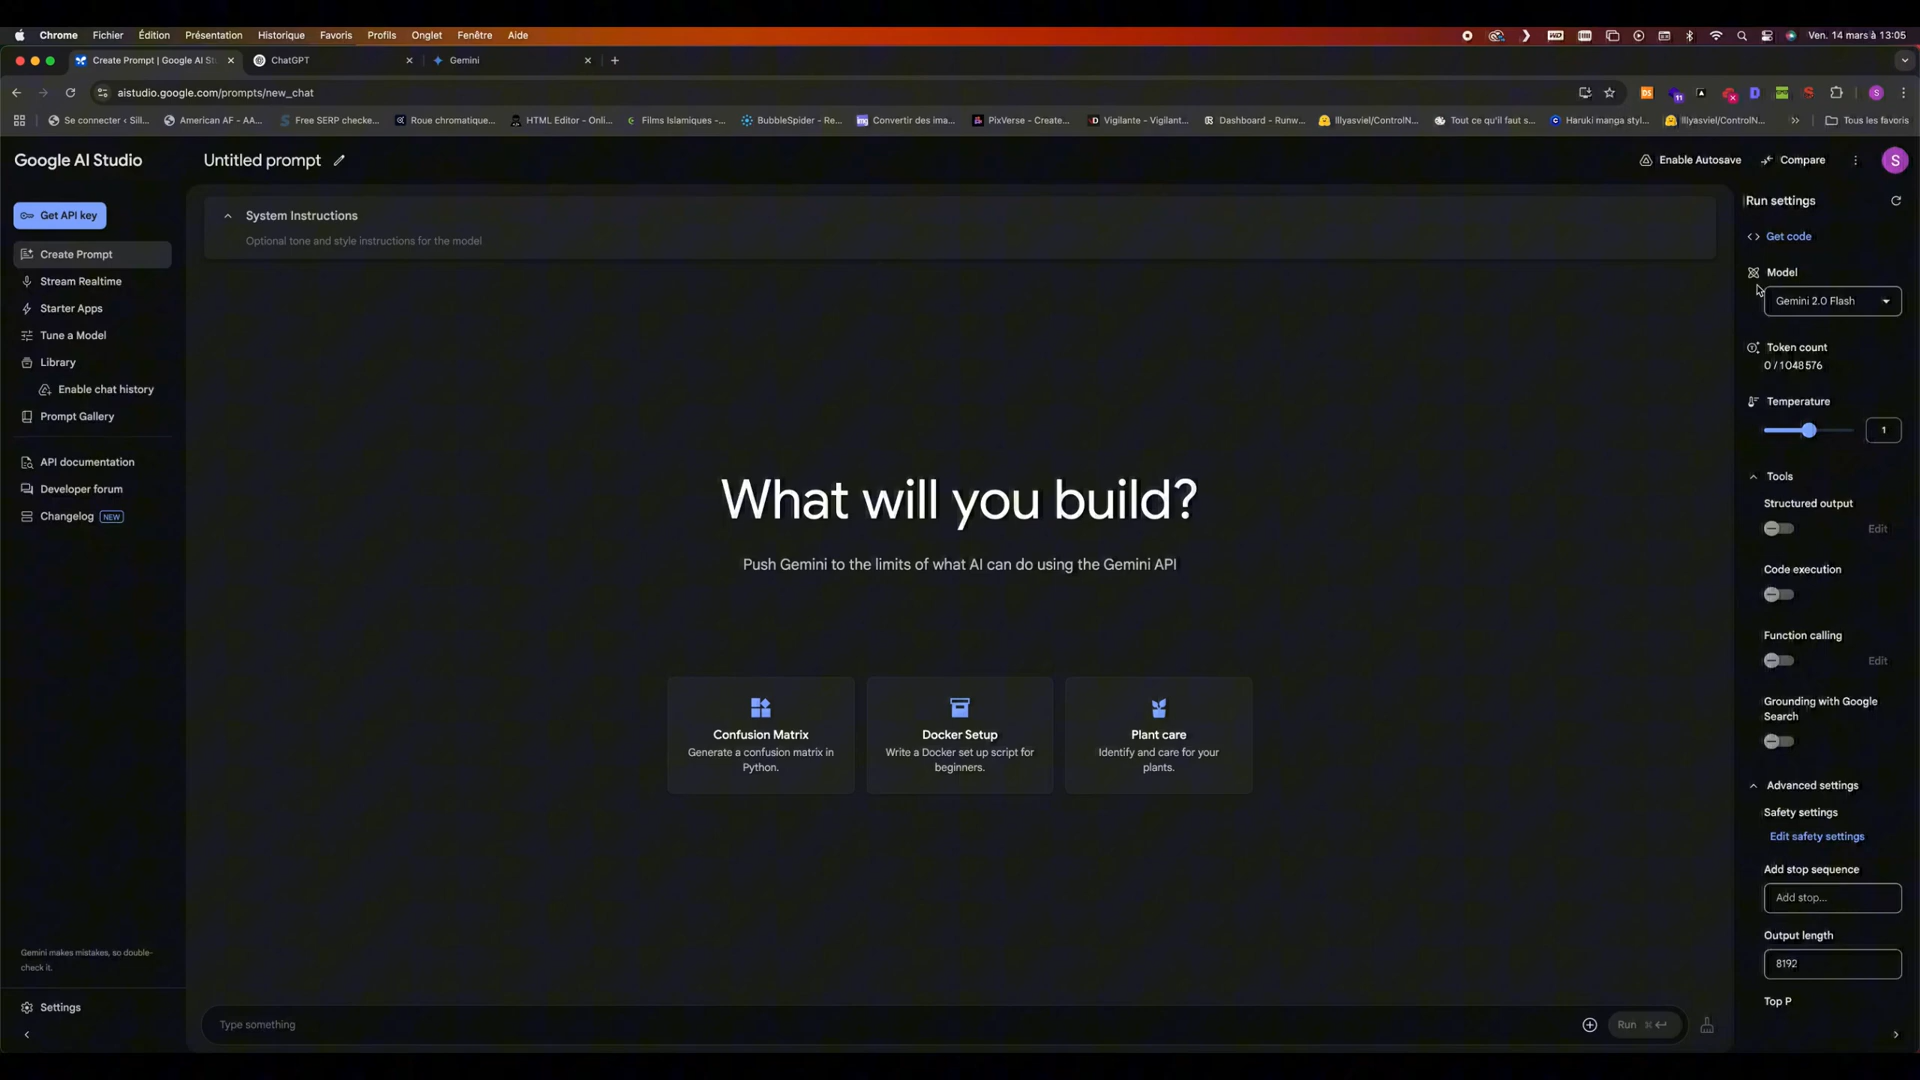 Chrome Fichier Édition Présentation Historique Favoris Profils Onglet Fenêtre Aide Ven. 14 mars à 13:05
Create Prompt | Google AI St ChatGPT Gemini
aistudio.google.com/prompts/new_chat
Se connecter ‹ Sill... American AF - AA... Free SERP checke... Roue chromatique... HTML Editor - Onli... Films Islamiques -... BubbleSpider - Re... Convertir des ima... PixVerse - Create... Vigilante - Vigilant... Dashboard - Runw... lllyasviel/ControlN... Tout ce qu'il faut s... Haruki manga styl... lllyasviel/ControlN... Tous les favoris
Google AI Studio
Untitled prompt
Enable Autosave
Compare
S
Get API key
Create Prompt
Stream Realtime
Starter Apps
Tune a Model
Library
Enable chat history
Prompt Gallery
API documentation
Developer forum
Changelog NEW
Gemini makes mistakes, so double-
check it.
Settings
System Instructions
Optional tone and style instructions for the model
What will you build?
Push Gemini to the limits of what AI can do using the Gemini API
Confusion Matrix
Generate a confusion matrix in
Python.
Docker Setup
Write a Docker set up script for
beginners.
Plant care
Identify and care for your
plants.
Type something
Run
Run settings
Get code
Model
Gemini 2.0 Flash
Token count
0 / 1 048 576
Temperature
1
Tools
Structured output
Edit
Code execution
Function calling
Edit
Grounding with Google
Search
Advanced settings
Safety settings
Edit safety settings
Add stop sequence
Add stop...
Output length
8192
Top P